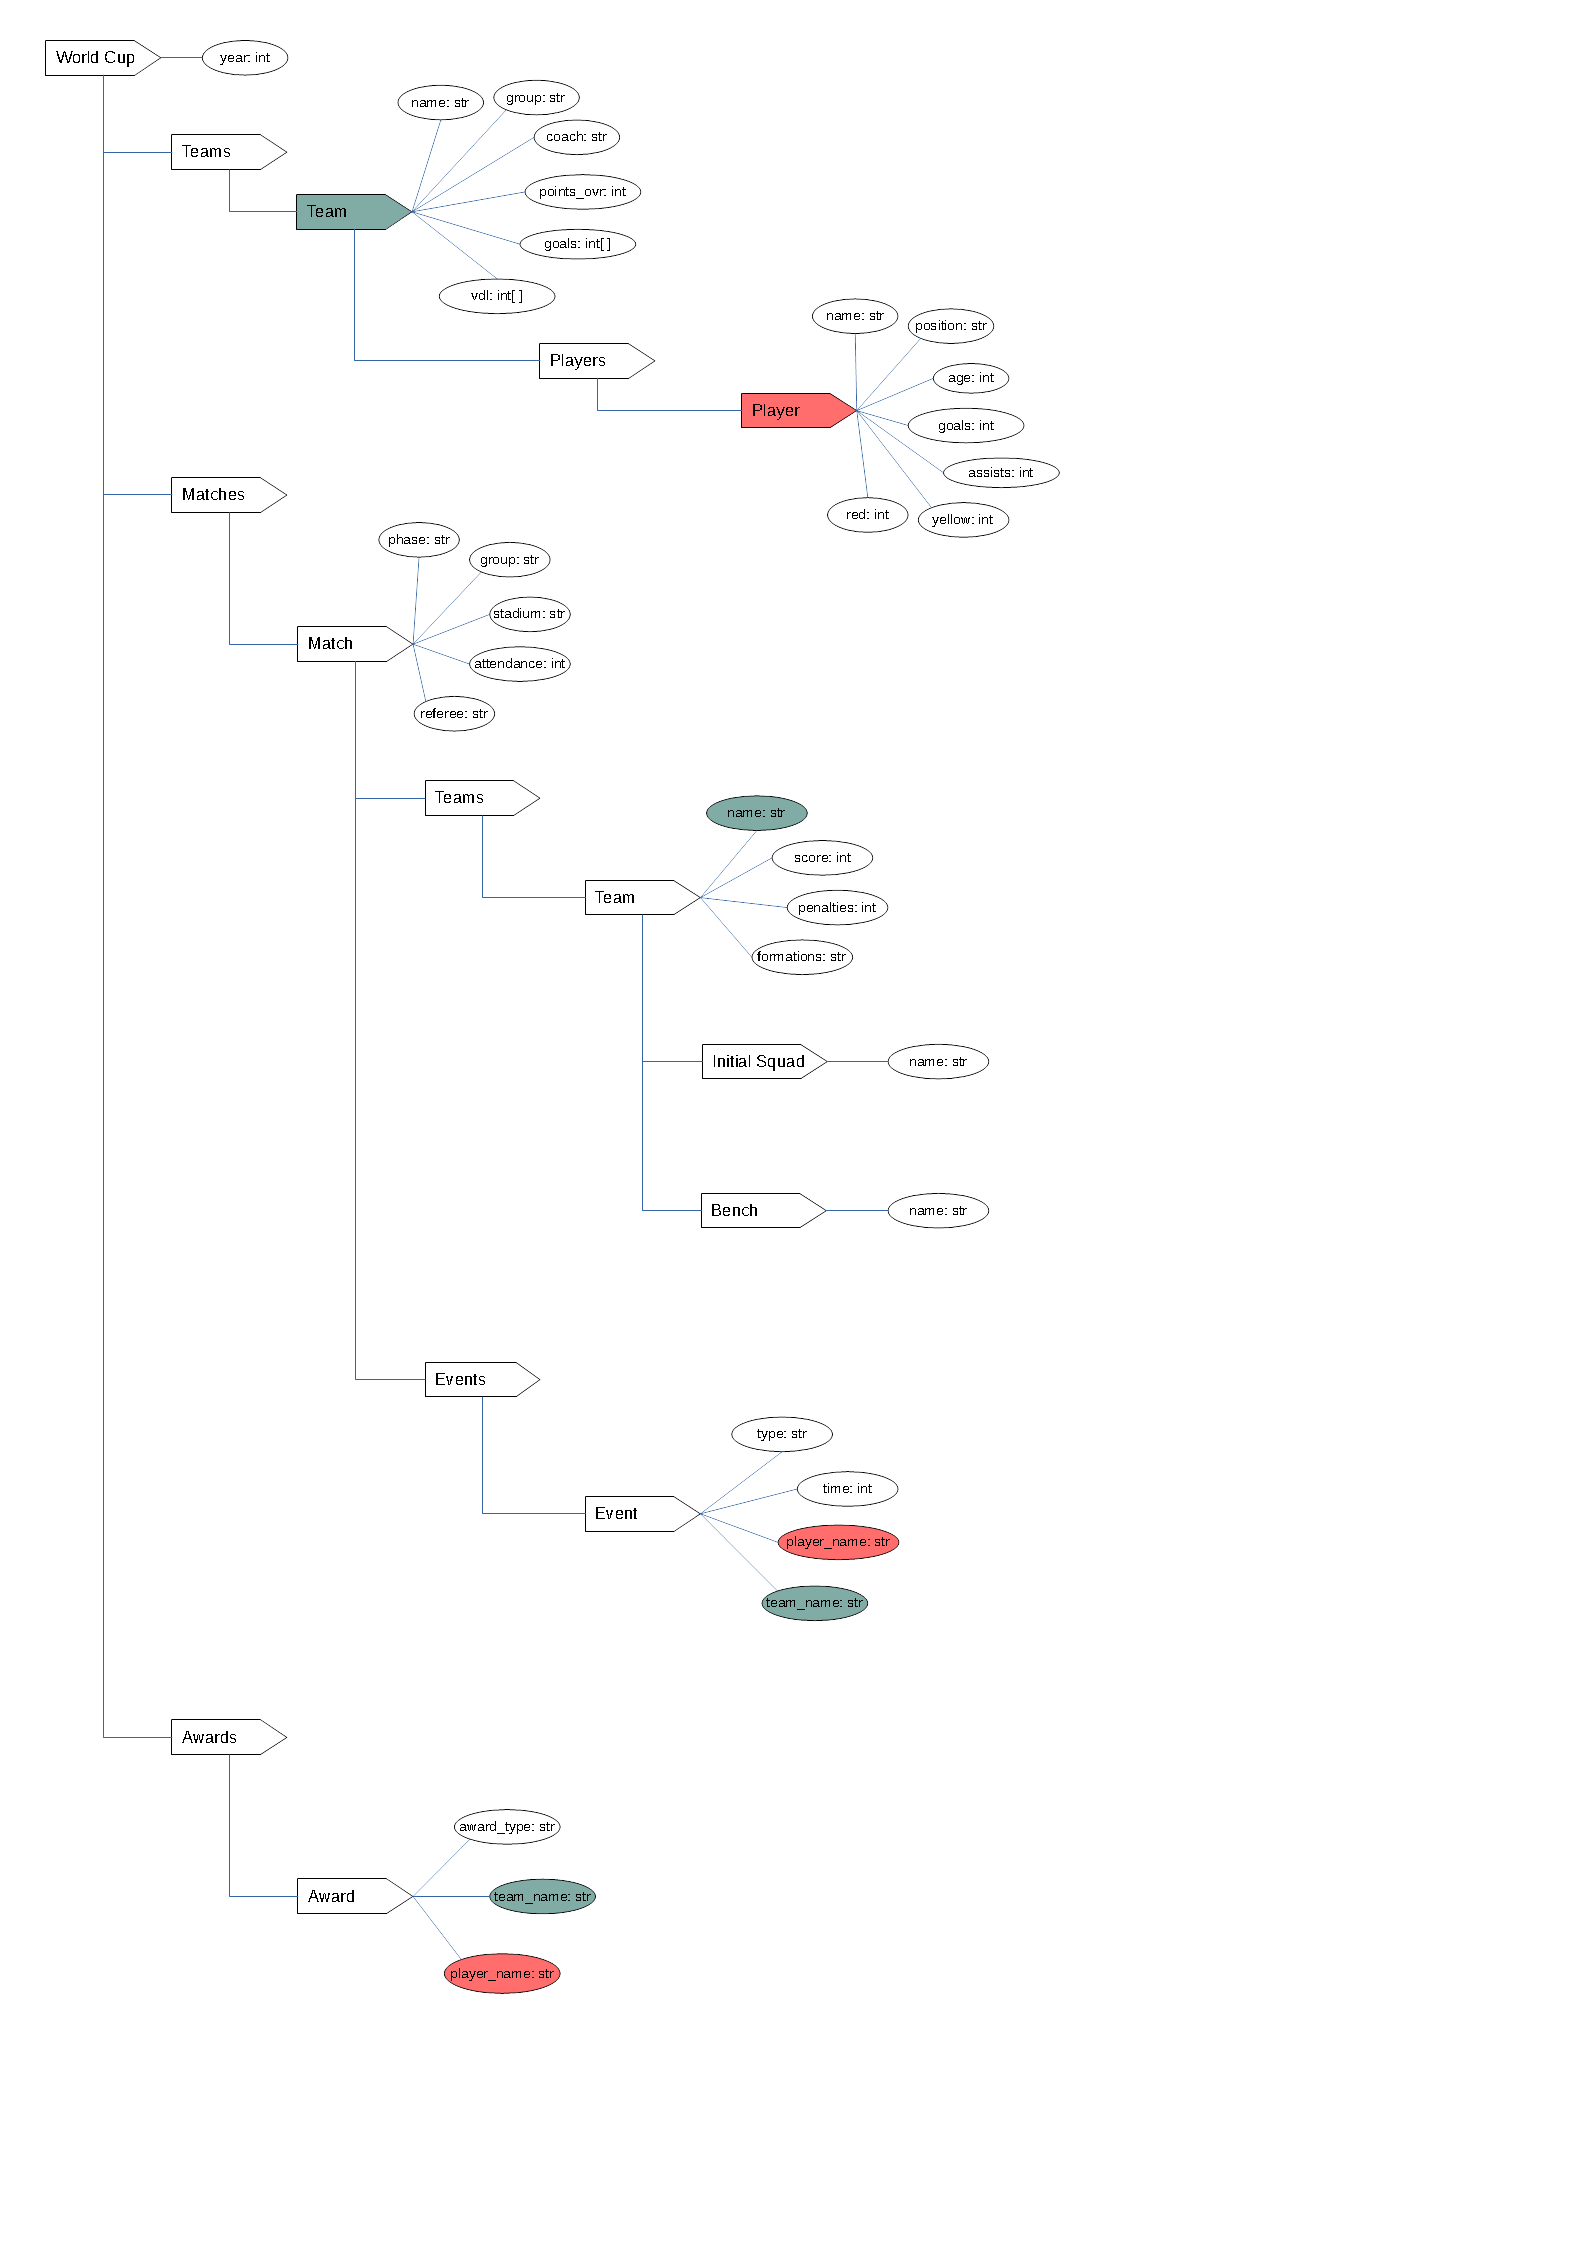 World Cup
year: int
name: str
group: str
coach: str
Teams
points_ovr: int
Team
goals: int[ ]
vdl: int[ ]
name: str
position: str
Players
age: int
Player
goals: int
assists: int
Matches
red: int
yellow: int
phase: str
group: str
stadium: str
Match
attendance: int
referee: str
Teams
name: str
score: int
Team
penalties: int
formations: str
Initial Squad
name: str
Bench
name: str
Events
type: str
time: int
Event
player_name: str
team_name: str
Awards
award_type: str
Award
team_name: str
player_name: str